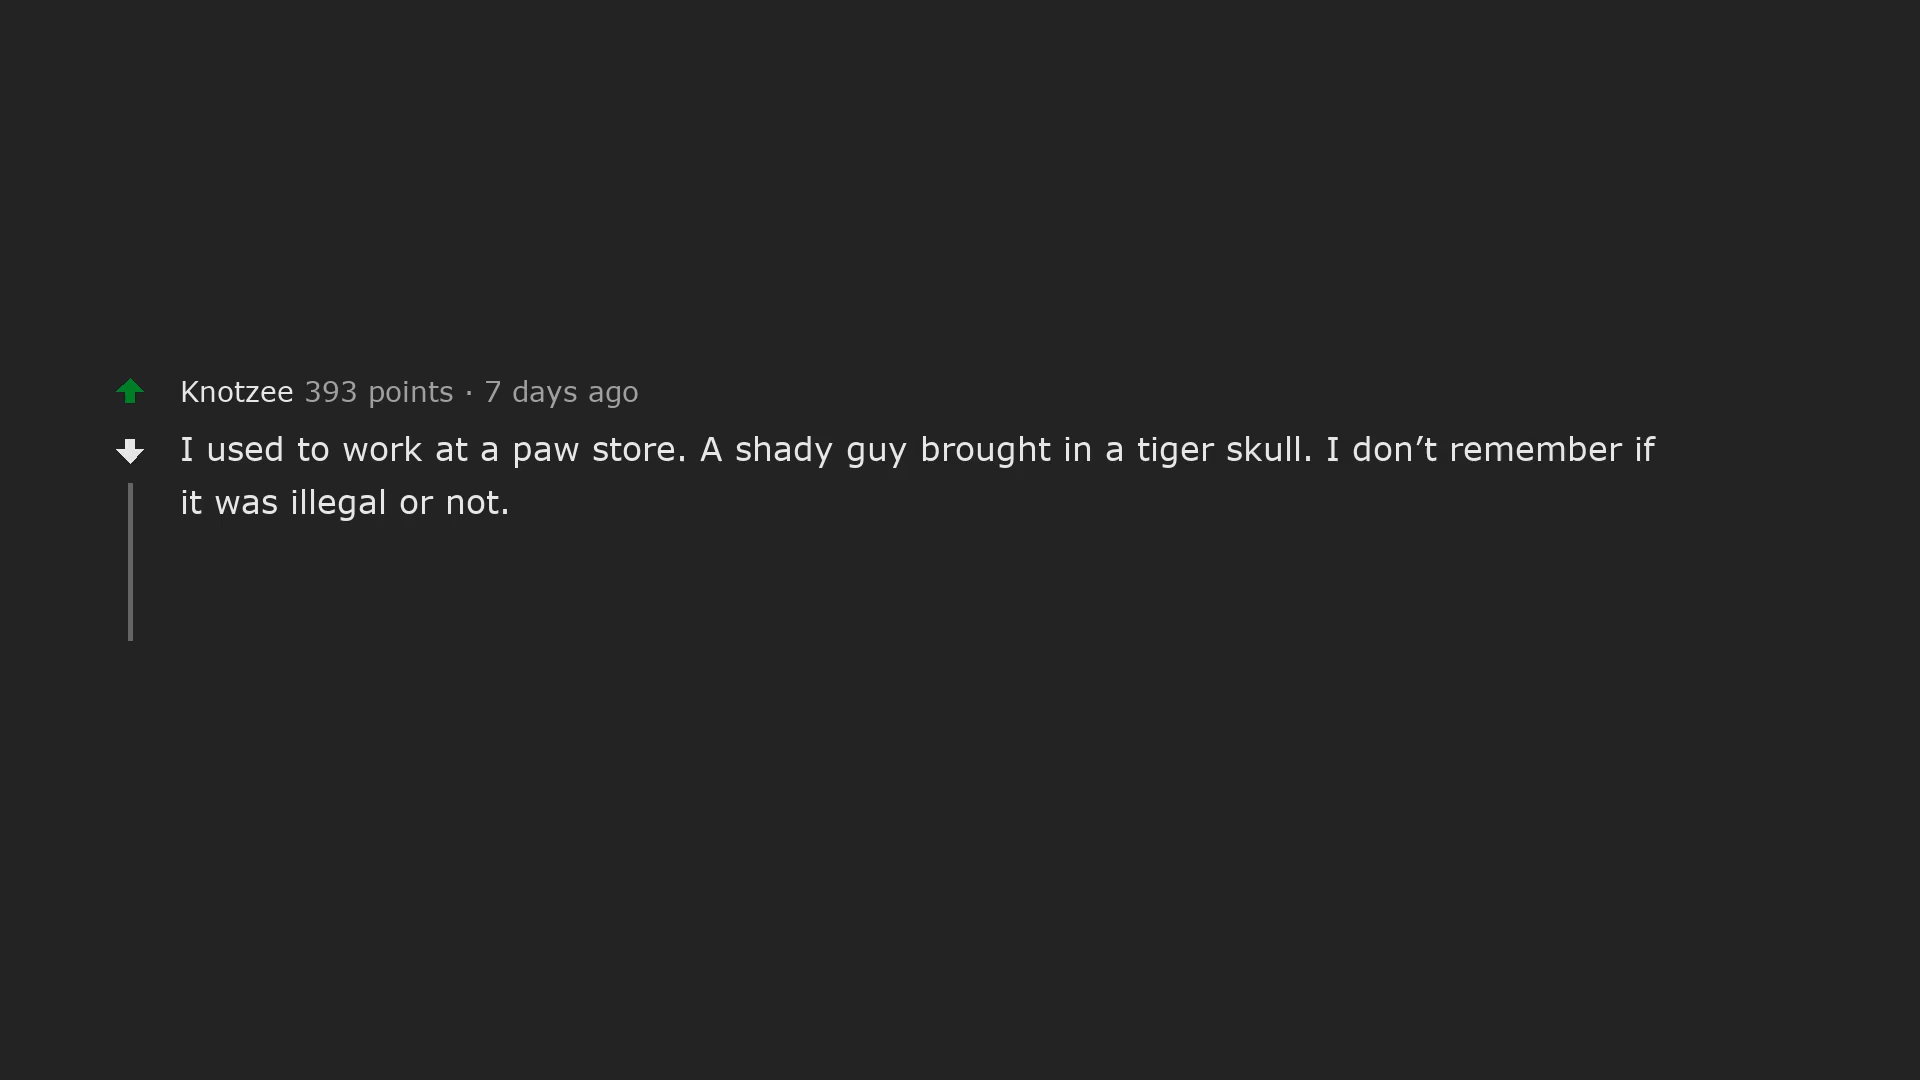 Knotzee 393 points · 7 days ago
I used to work at a paw store. A shady guy brought in a tiger skull. I don’t remember if
it was illegal or not.